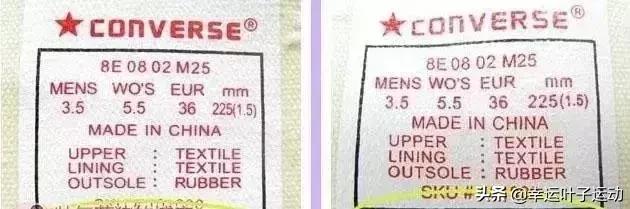 ★CONVERSE®
8E 08 02 M25
MENS WO'S EUR mm
3.5 5.5 36 225(1.5)
MADE IN CHINA
UPPER : TEXTILE
LINING : TEXTILE
OUTSOLE : RUBBER
★CONVERSE®
8E 08 02 M25
MENS WO'S EUR mm
3.5 5.5 36 225(1.5)
MADE IN CHINA
UPPER : TEXTILE
LINING : TEXTILE
OUTSOLE : RUBBER
SKU #
头条 @幸运叶子运动